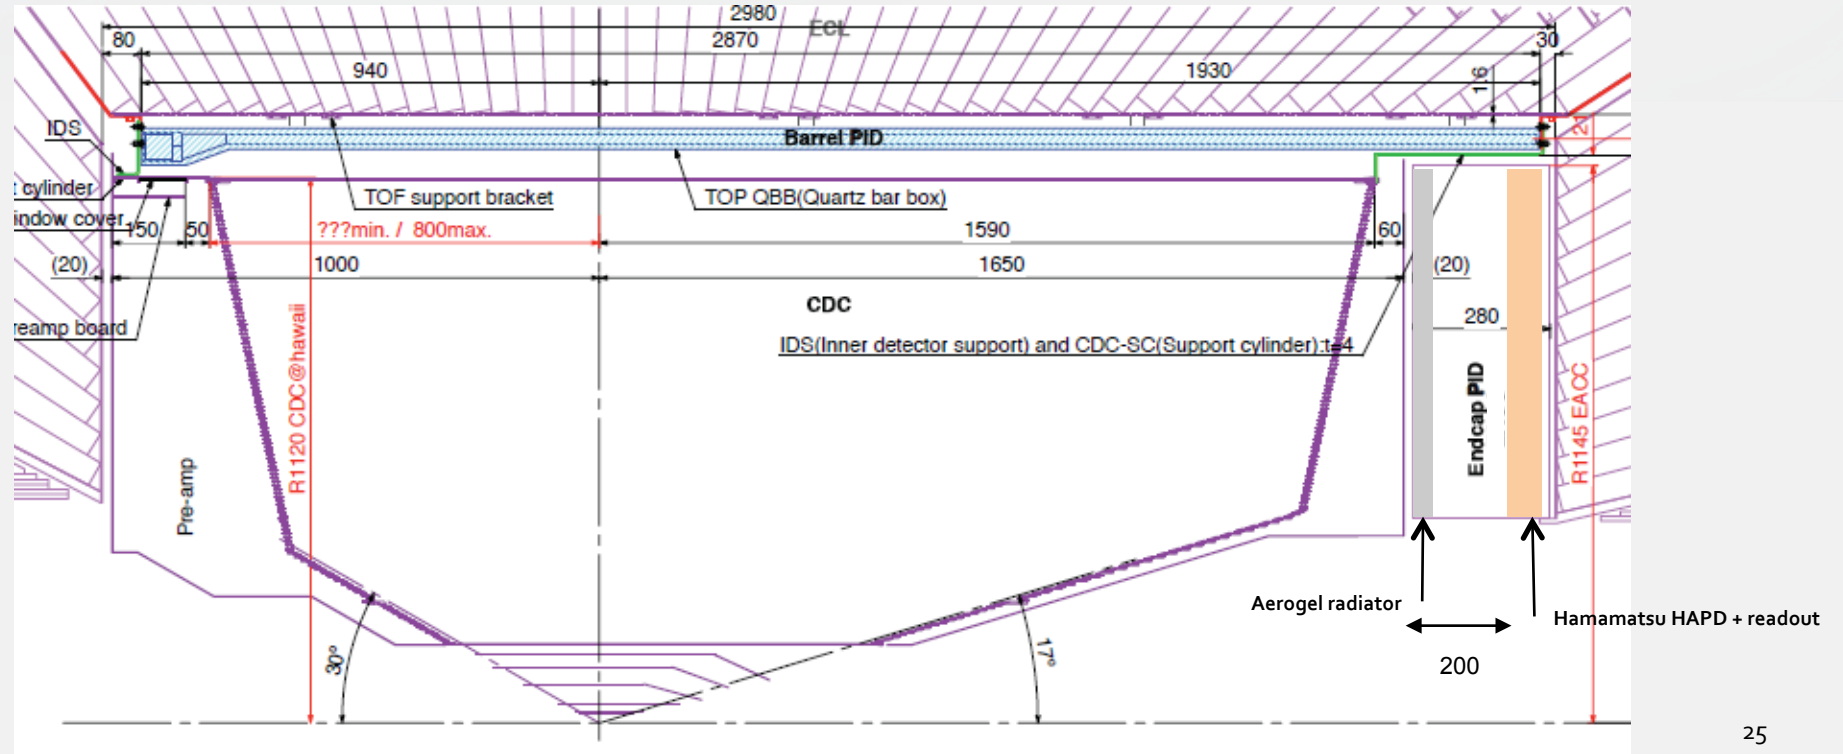 2980
ECL
80
2870
30
940
1930
1.6
IDS
Barrel PID
21
t cylinder
TOF support bracket
TOP QBB(Quartz bar box)
indow cover
150
50
???min. / 800max.
1590
60
(20)
1000
1650
(20)
CDC
280
reamp board
IDS(Inner detector support) and CDC-SC(Support cylinder):t=4
R1120 CDC@hawaii
Endcap PID
R1145 EACC
Pre-amp
Aerogel radiator
Hamamatsu HAPD + readout
30°
17°
200
25